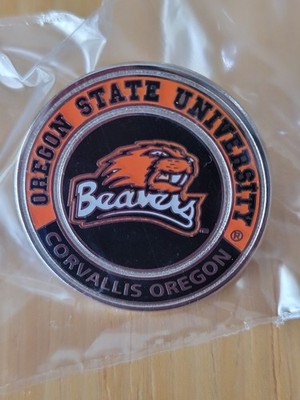 OREGON STATE UNIVERSITY
Beavers
®
CORVALLIS OREGON